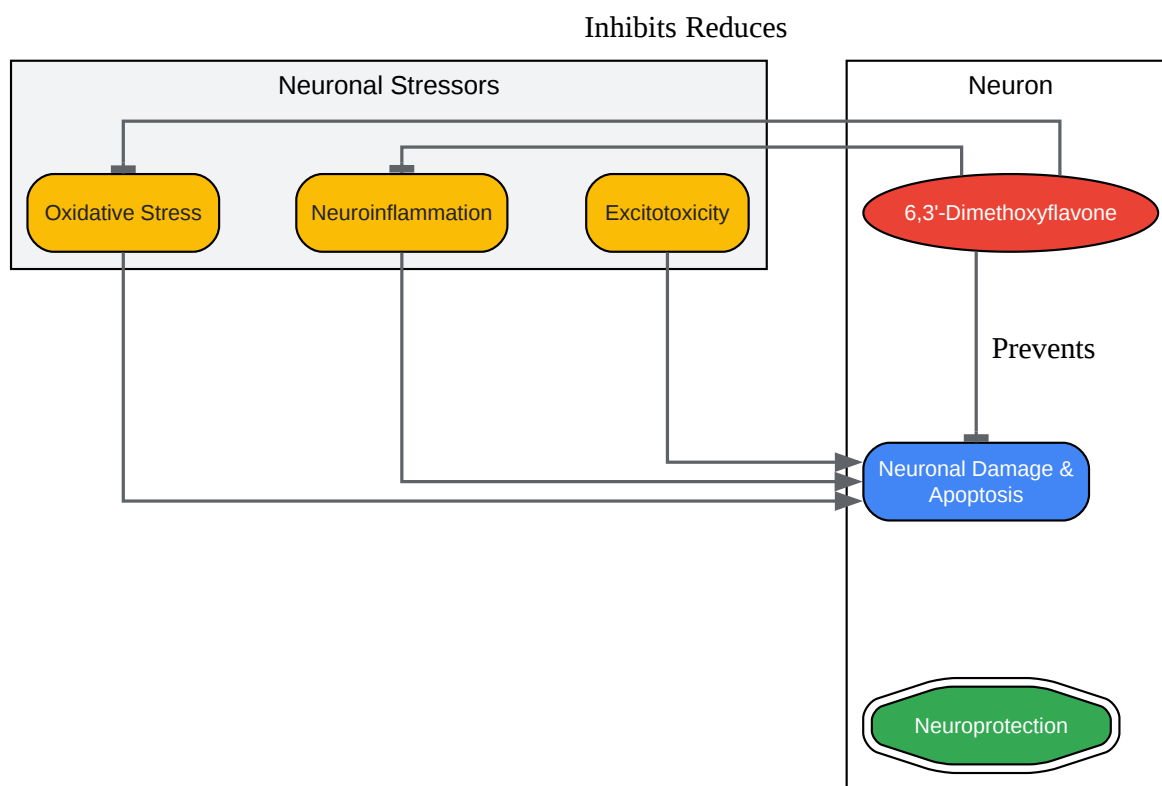 Inhibits Reduces
Neuronal Stressors
Neuron
Oxidative Stress
Neuroinflammation
Excitotoxicity
6,3'-Dimethoxyflavone
Prevents
Neuronal Damage &
Apoptosis
Neuroprotection